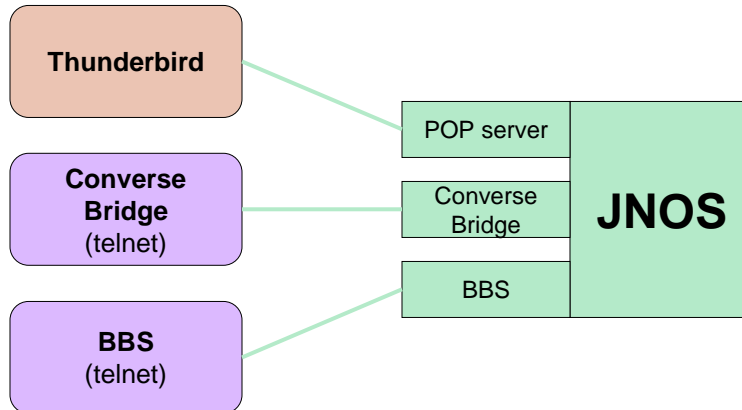 Thunderbird
POP server
Converse
Bridge
(telnet)
Converse
Bridge
JNOS
BBS
BBS
(telnet)